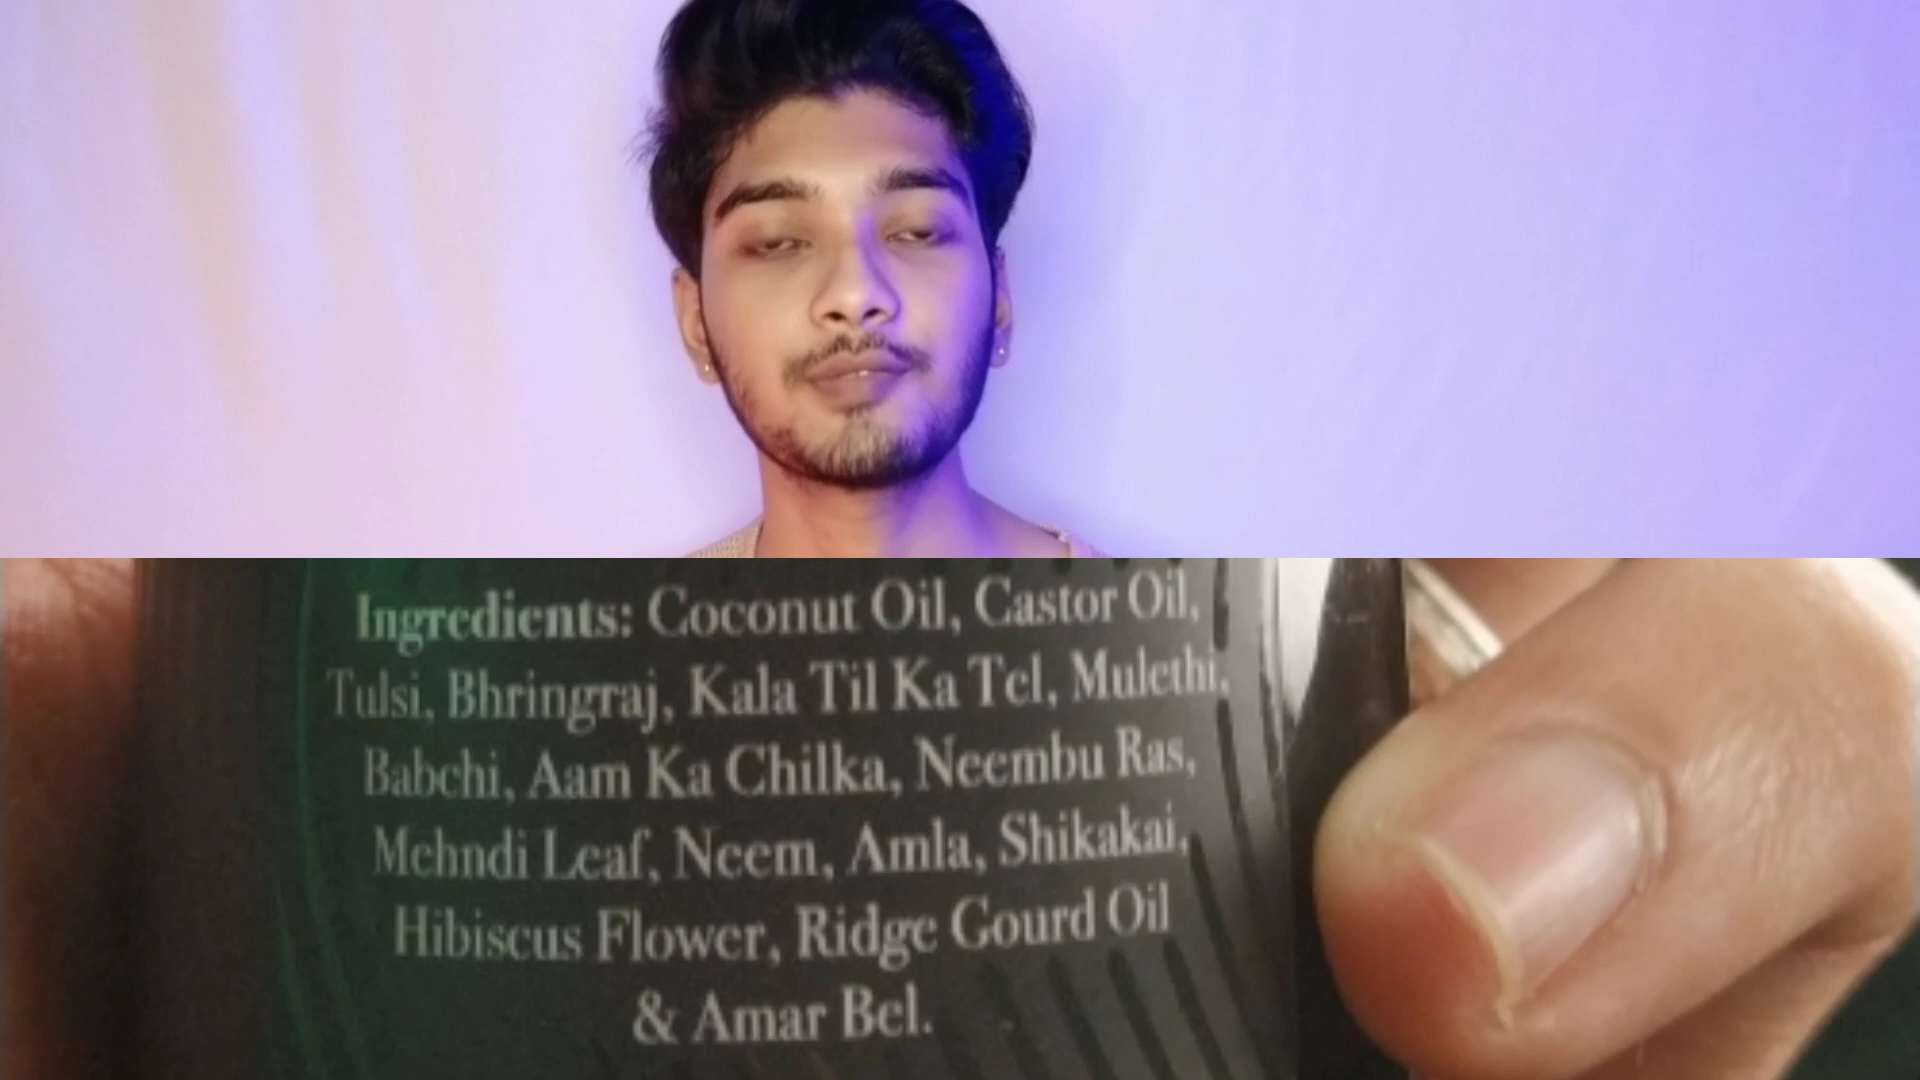 Ingredients: Coconut Oil, Castor Oil,
Tulsi, Bhringraj, Kala Til Ka Tel, Mulethi,
Babchi, Aam Ka Chilka, Neembu Ras,
Mehndi Leaf, Neem, Amla, Shikakai,
Hibiscus Flower, Ridge Gourd Oil
& Amar Bel.